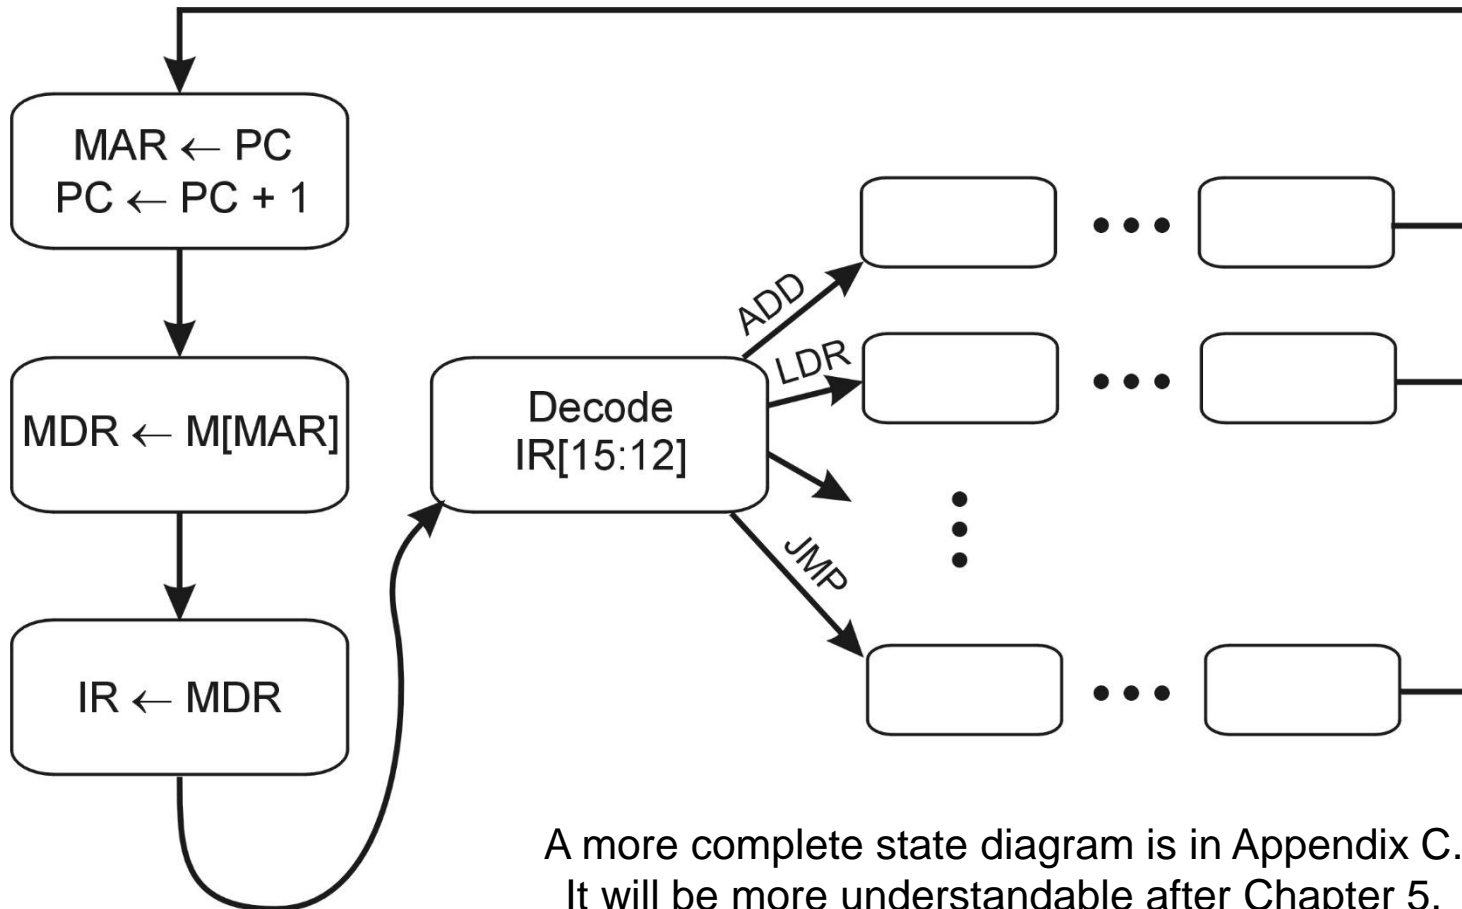 MAR ← PC
PC ← PC + 1
MDR ← M[MAR]
IR ← MDR
Decode
IR[15:12]
ADD
LDR
JMP
A more complete state diagram is in Appendix C.
It will be more understandable after Chapter 5.